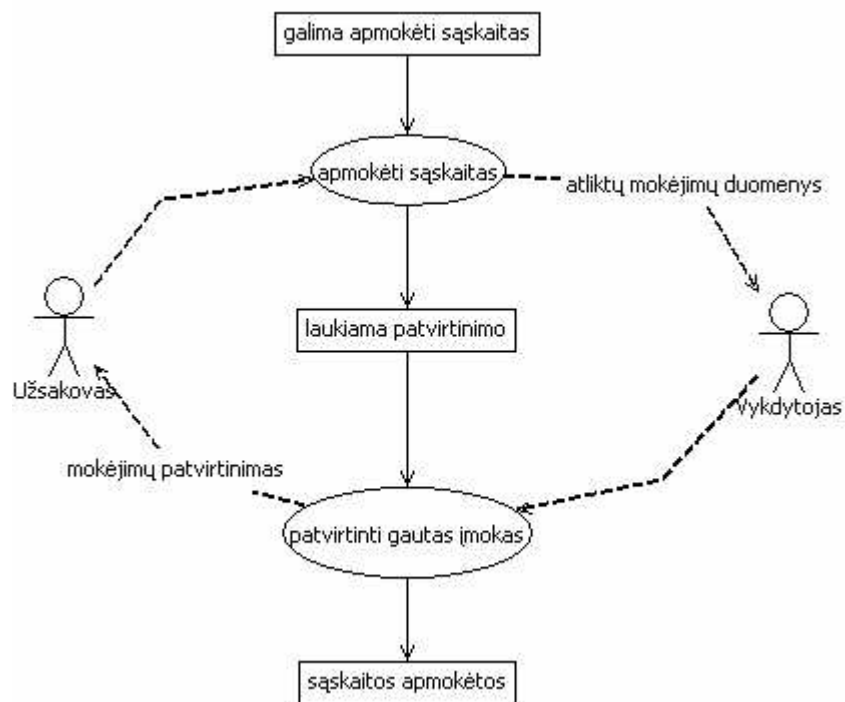 galima apmokėti sąskaitas
apmokėti sąskaitas
atliktų mokėjimų duomenys
laukiama patvirtinimo
Užsakovas
Vykdytojas
mokėjimų patvirtinimas
patvirtinti gautas įmokas
sąskaitos apmokėtos